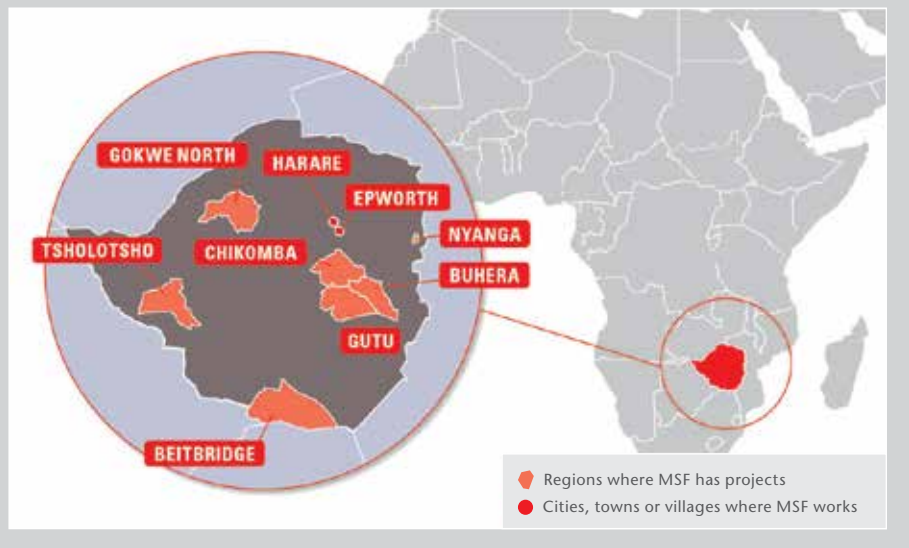 GOKWE NORTH
HARARE
EPWORTH
NYANGA
TSHOLOTSHO
CHIKOMBA
BUHERA
GUTU
BEITBRIDGE
Regions where MSF has projects
Cities, towns or villages where MSF works